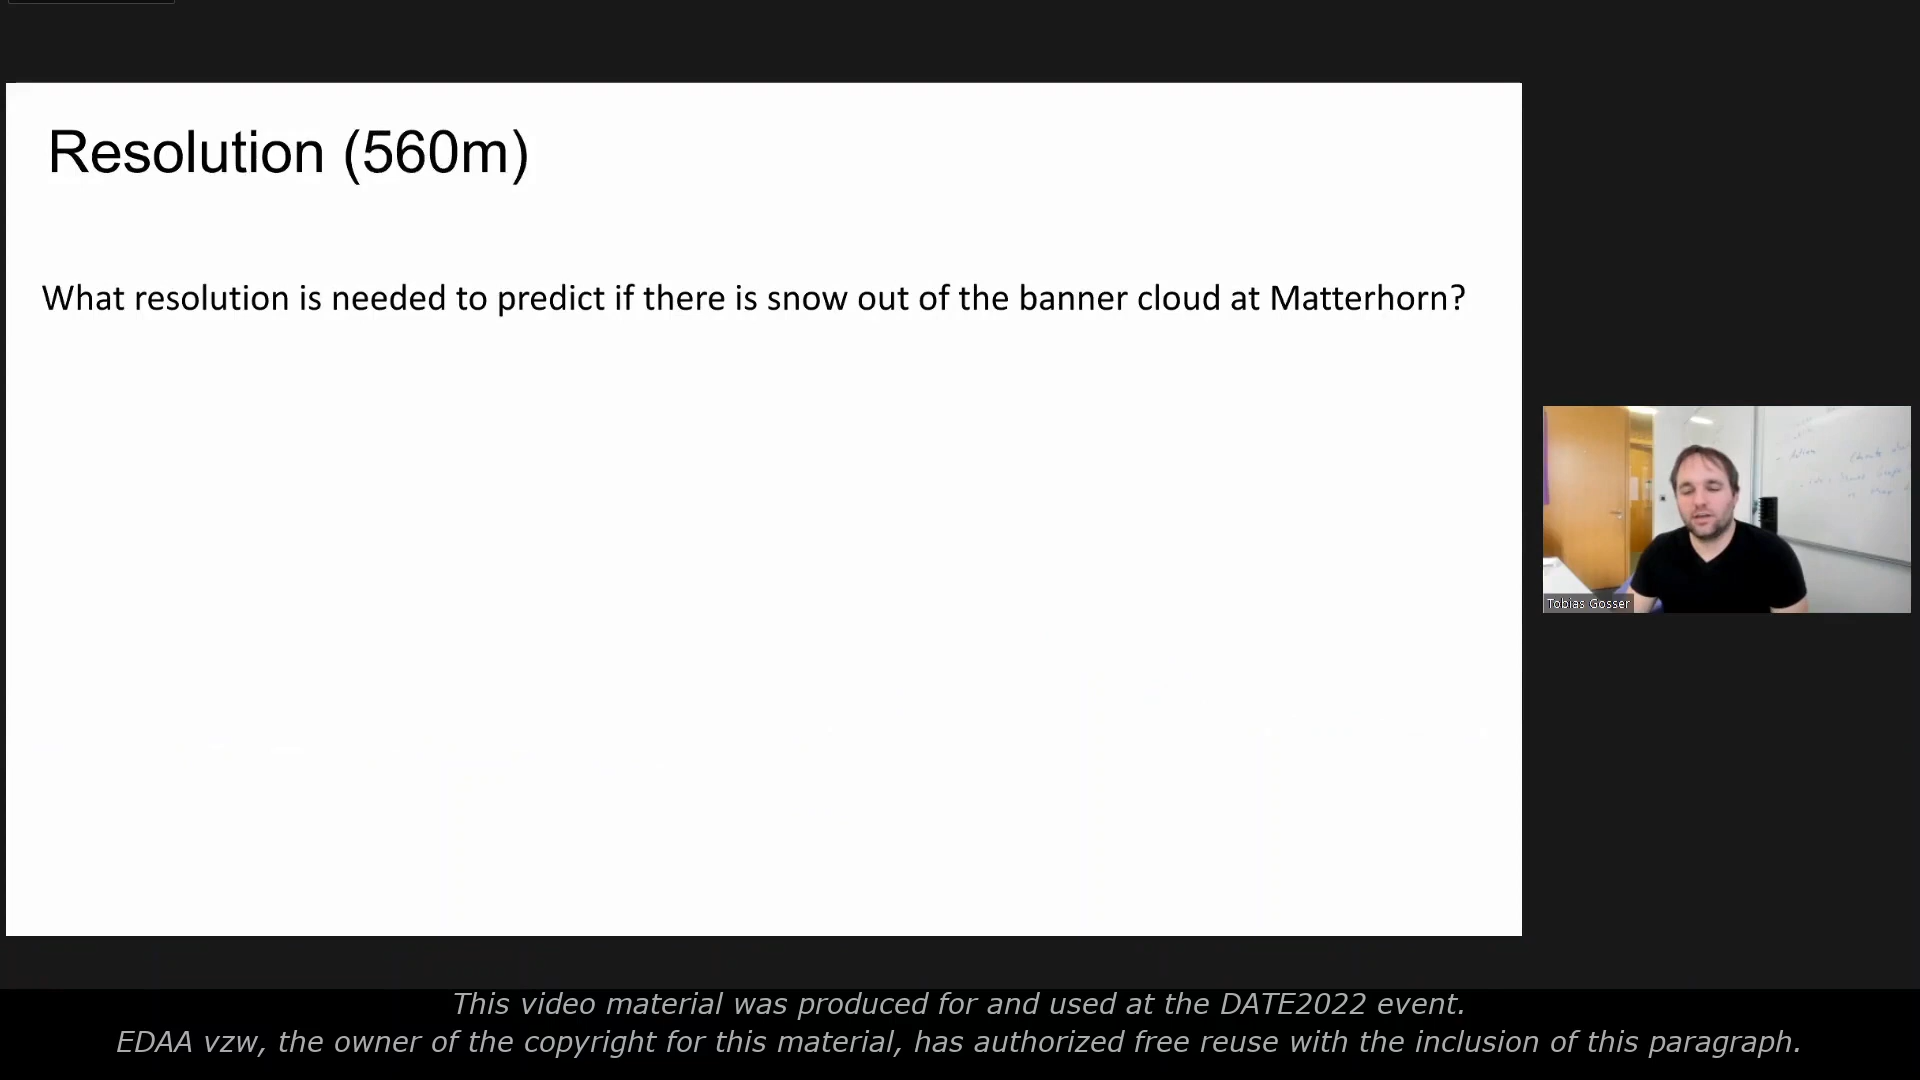 Resolution (560m)
What resolution is needed to predict if there is snow out of the banner cloud at Matterhorn?
Tobias Gosser
This video material was produced for and used at the DATE2022 event.
EDAA vzw, the owner of the copyright for this material, has authorized free reuse with the inclusion of this paragraph.